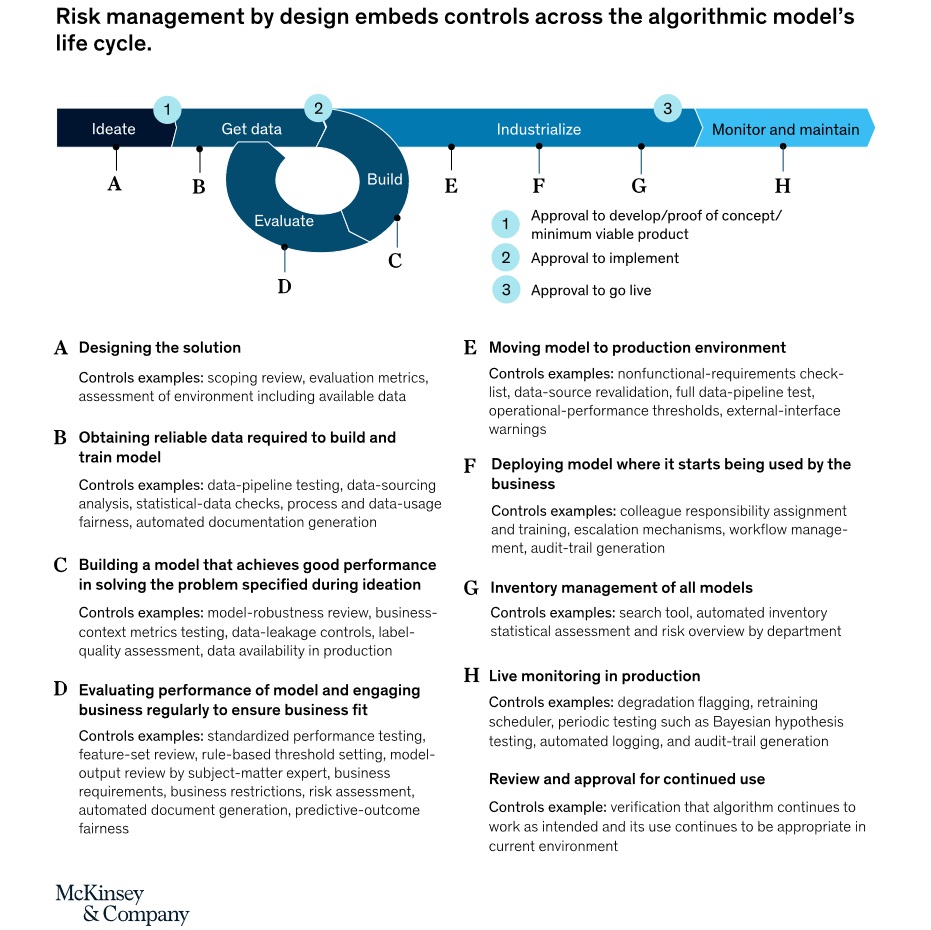 Risk management by design embeds controls across the algorithmic model's
life cycle.
1
2
3
Ideate
Get data
Industrialize
Monitor and maintain
Build
Evaluate
A
B
C
D
E
F
G
H
1 Approval to develop/proof of concept/
minimum viable product
2 Approval to implement
3 Approval to go live
A Designing the solution
Controls examples: scoping review, evaluation metrics,
assessment of environment including available data
B Obtaining reliable data required to build and
train model
Controls examples: data-pipeline testing, data-sourcing
analysis, statistical-data checks, process and data-usage
fairness, automated documentation generation
C Building a model that achieves good performance
in solving the problem specified during ideation
Controls examples: model-robustness review, business-
context metrics testing, data-leakage controls, label-
quality assessment, data availability in production
D Evaluating performance of model and engaging
business regularly to ensure business fit
Controls examples: standardized performance testing,
feature-set review, rule-based threshold setting, model-
output review by subject-matter expert, business
requirements, business restrictions, risk assessment,
automated document generation, predictive-outcome
fairness
E Moving model to production environment
Controls examples: nonfunctional-requirements check-
list, data-source revalidation, full data-pipeline test,
operational-performance thresholds, external-interface
warnings
F Deploying model where it starts being used by the
business
Controls examples: colleague responsibility assignment
and training, escalation mechanisms, workflow manage-
ment, audit-trail generation
G Inventory management of all models
Controls examples: search tool, automated inventory
statistical assessment and risk overview by department
H Live monitoring in production
Controls examples: degradation flagging, retraining
scheduler, periodic testing such as Bayesian hypothesis
testing, automated logging, and audit-trail generation
Review and approval for continued use
Controls example: verification that algorithm continues to
work as intended and its use continues to be appropriate in
current environment
McKinsey
& Company